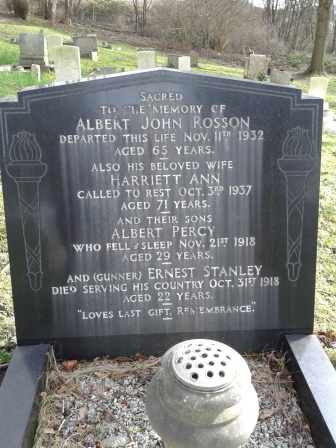 SACRED
TO THE MEMORY OF
ALBERT JOHN ROSSON
DEPARTED THIS LIFE NOV. 11TH 1932
AGED 65 YEARS.
ALSO HIS BELOVED WIFE
HARRIETT ANN
CALLED TO REST OCT. 3RD 1937
AGED 71 YEARS.
AND THEIR SONS
ALBERT PERCY
WHO FELL ASLEEP NOV. 21ST 1918
AGED 29 YEARS.
AND (GUNNER) ERNEST STANLEY
DIED SERVING HIS COUNTRY OCT. 31ST 1918
AGED 22 YEARS.
"LOVES LAST GIFT, REMEMBRANCE."